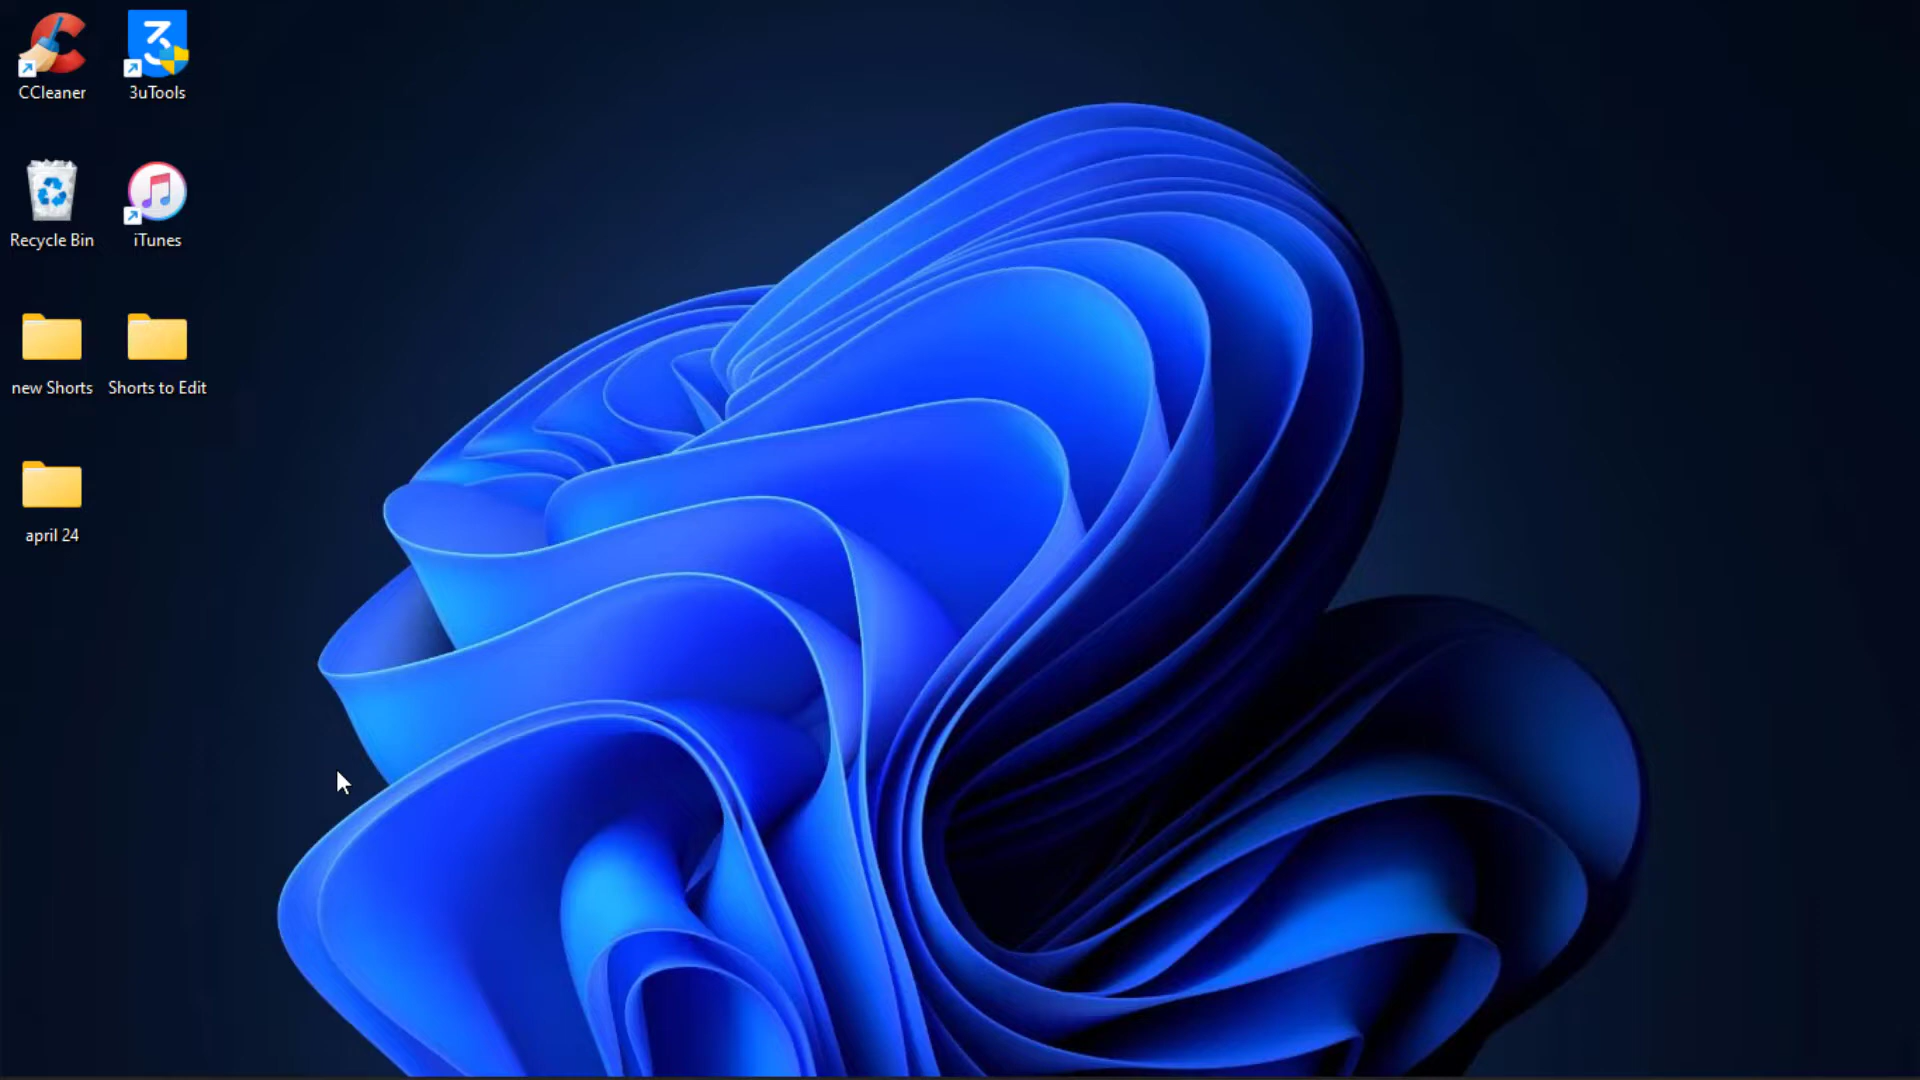 CCleaner
3uTools
Recycle Bin
iTunes
new Shorts
Shorts to Edit
april 24